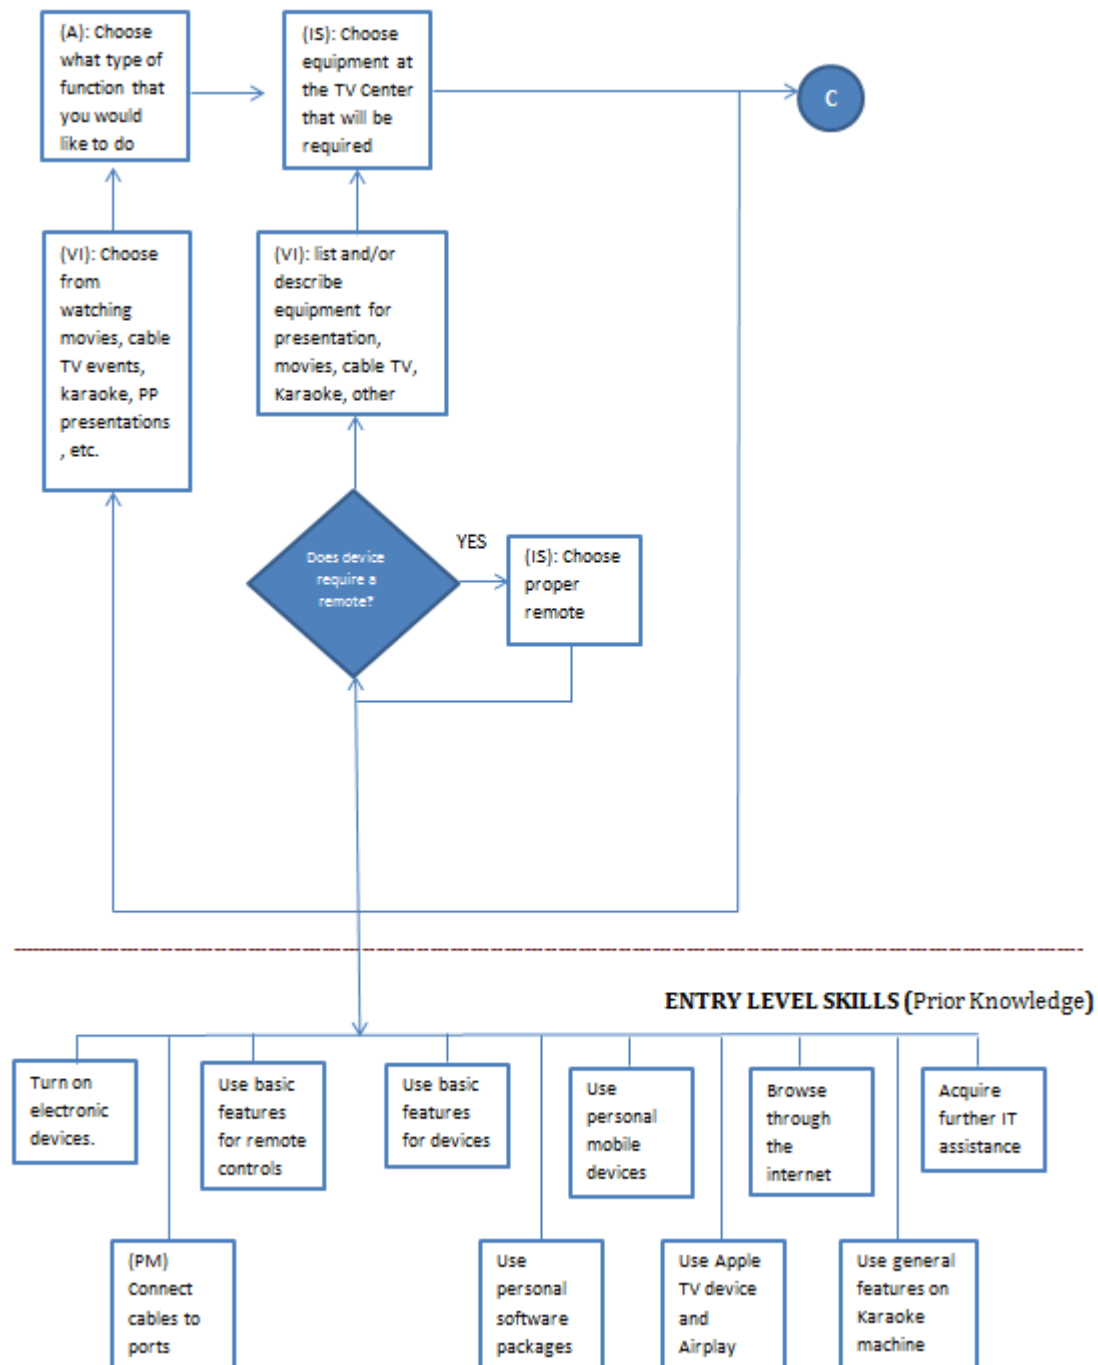 (A): Choose
what type of
function that
you would
like to do
(IS): Choose
equipment at
the TV Center
that will be
required
C
(VI): Choose
from
watching
movies, cable
TV events,
karaoke, PP
presentations
, etc.
(VI): list and/or
describe
equipment for
presentation,
movies, cable TV,
Karaoke, other
Does device
require a
remote?
YES
(IS): Choose
proper
remote
ENTRY LEVEL SKILLS (Prior Knowledge)
Turn on
electronic
devices.
Use basic
features
for remote
controls
Use basic
features
for devices
Use
personal
mobile
devices
Browse
through
the
internet
Acquire
further IT
assistance
(PM)
Connect
cables to
ports
Use
personal
software
packages
Use Apple
TV device
and
Airplay
Use general
features on
Karaoke
machine